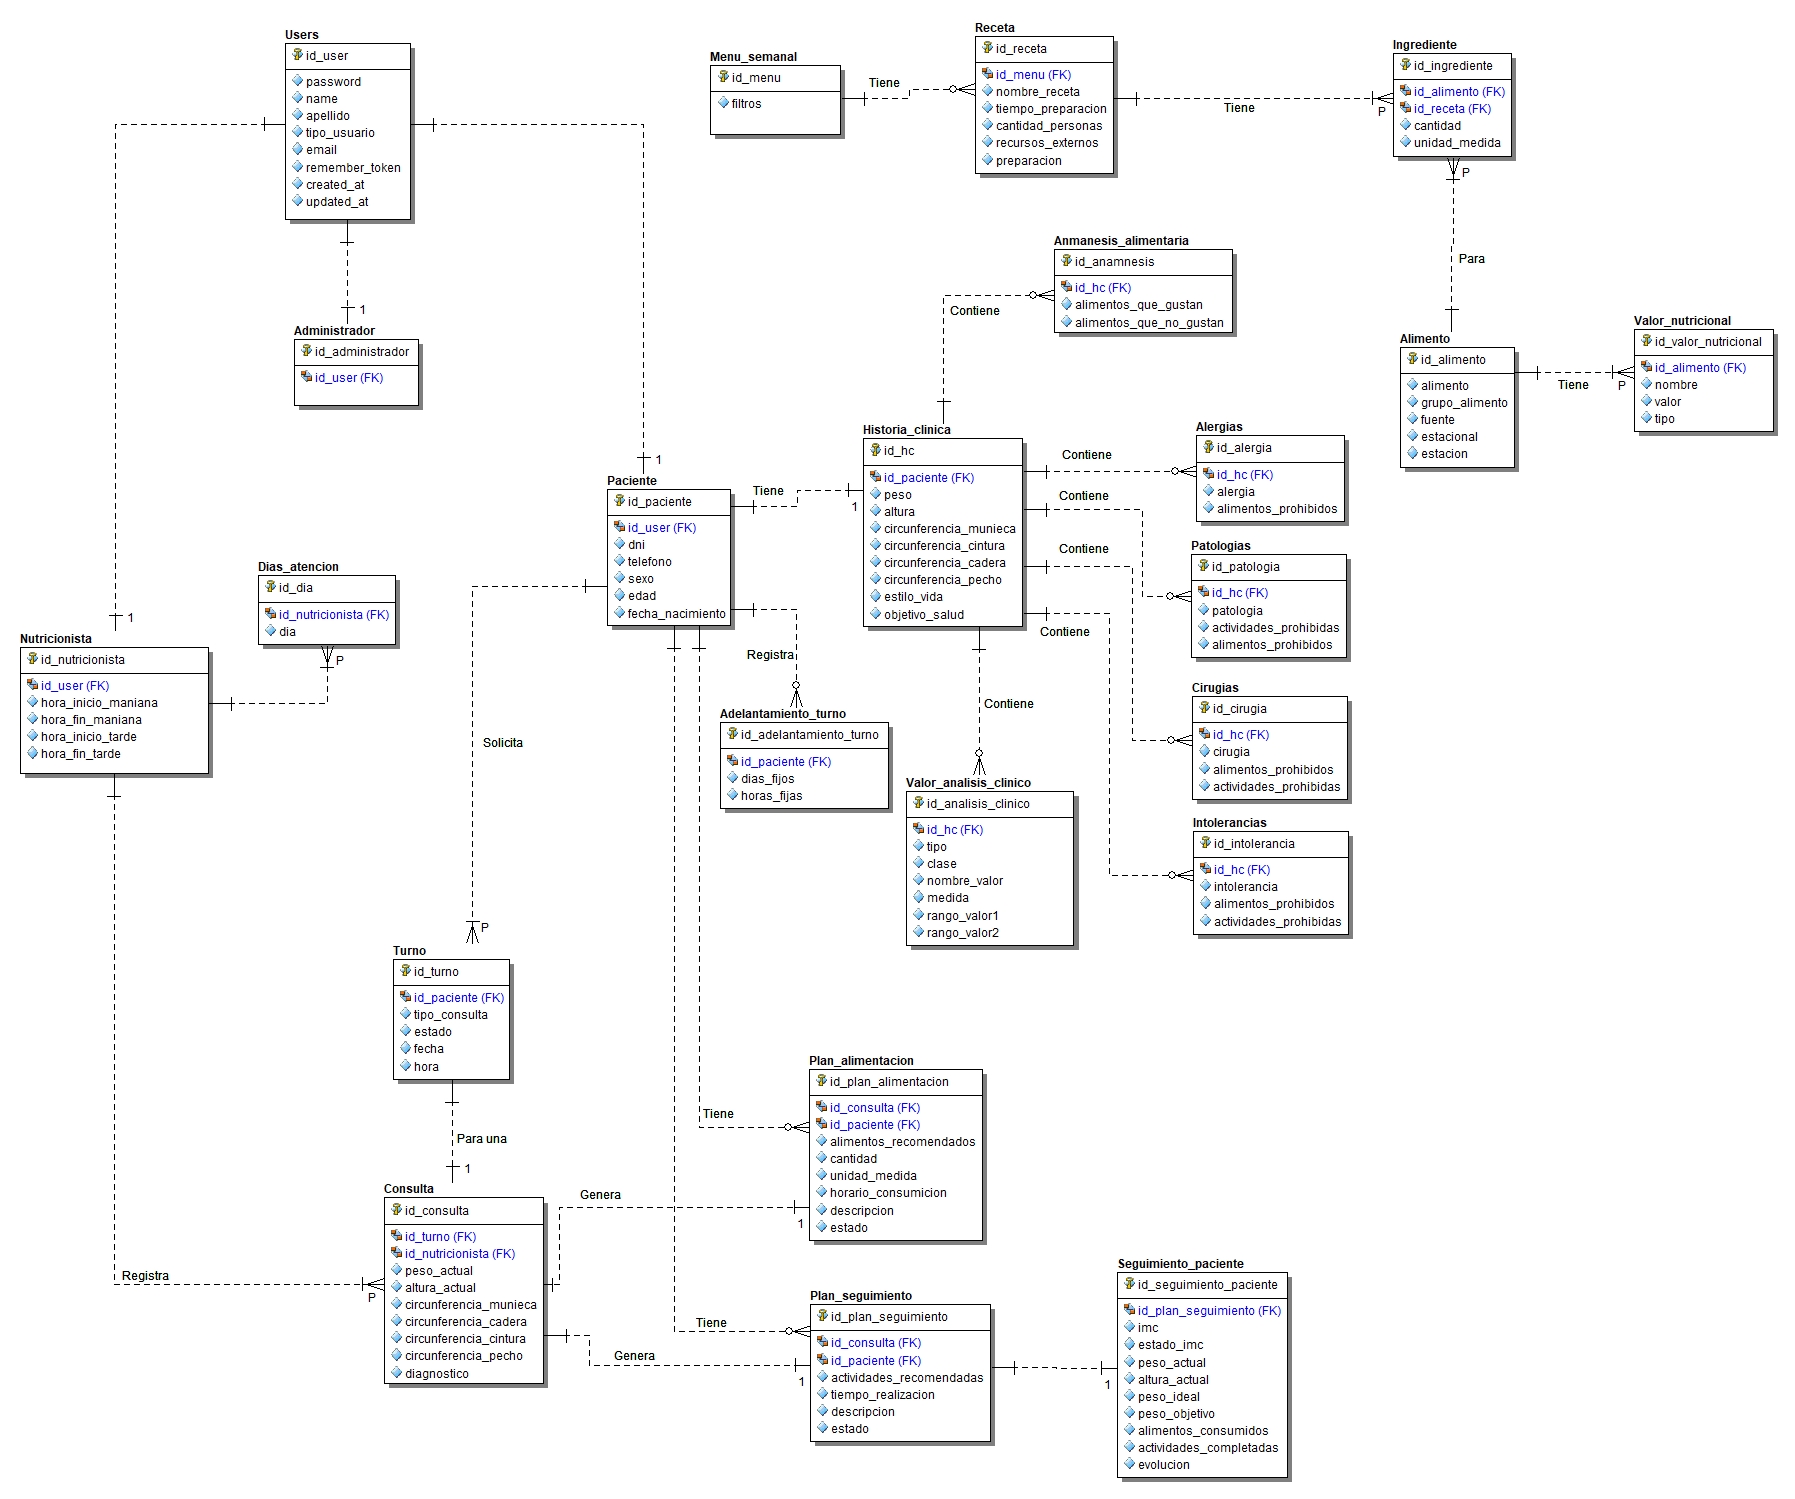 Users
id_user
password
name
apellido
tipo_usuario
email
remember_token
created_at
updated_at
1
Administrador
id_administrador
id_user (FK)
Menu_semanal
id_menu
filtros
Tiene
Receta
id_receta
id_menu (FK)
nombre_receta
tiempo_preparacion
cantidad_personas
recursos_externos
preparacion
Tiene
P
Ingrediente
id_ingrediente
id_alimento (FK)
id_receta (FK)
cantidad
unidad_medida
P
Para
Alimento
id_alimento
alimento
grupo_alimento
fuente
estacional
estacion
Tiene
P
Valor_nutricional
id_valor_nutricional
id_alimento (FK)
nombre
valor
tipo
Anmanesis_alimentaria
id_anamnesis
id_hc (FK)
alimentos_que_gustan
alimentos_que_no_gustan
Contiene
1
Paciente
id_paciente
id_user (FK)
dni
telefono
sexo
edad
fecha_nacimiento
Tiene
1
Historia_clinica
id_hc
id_paciente (FK)
peso
altura
circunferencia_munieca
circunferencia_cintura
circunferencia_cadera
circunferencia_pecho
estilo_vida
objetivo_salud
Contiene
Contiene
Contiene
Contiene
Contiene
Alergias
id_alergia
id_hc (FK)
alergia
alimentos_prohibidos
Patologias
id_patologia
id_hc (FK)
patologia
actividades_prohibidas
alimentos_prohibidos
Cirugias
id_cirugia
id_hc (FK)
cirugia
alimentos_prohibidos
actividades_prohibidas
Intolerancias
id_intolerancia
id_hc (FK)
intolerancia
alimentos_prohibidos
actividades_prohibidas
Valor_analisis_clinico
id_analisis_clinico
id_hc (FK)
tipo
clase
nombre_valor
medida
rango_valor1
rango_valor2
Registra
Adelantamiento_turno
id_adelantamiento_turno
id_paciente (FK)
dias_fijos
horas_fijas
Dias_atencion
id_dia
id_nutricionista (FK)
dia
P
1
Nutricionista
id_nutricionista
id_user (FK)
hora_inicio_maniana
hora_fin_maniana
hora_inicio_tarde
hora_fin_tarde
Solicita
P
Turno
id_turno
id_paciente (FK)
tipo_consulta
estado
fecha
hora
Para una
1
Registra
P
Consulta
id_consulta
id_turno (FK)
id_nutricionista (FK)
peso_actual
altura_actual
circunferencia_munieca
circunferencia_cadera
circunferencia_cintura
circunferencia_pecho
diagnostico
Tiene
Genera
1
Plan_alimentacion
id_plan_alimentacion
id_consulta (FK)
id_paciente (FK)
alimentos_recomendados
cantidad
unidad_medida
horario_consumicion
descripcion
estado
Tiene
Genera
1
Plan_seguimiento
id_plan_seguimiento
id_consulta (FK)
id_paciente (FK)
actividades_recomendadas
tiempo_realizacion
descripcion
estado
1
Seguimiento_paciente
id_seguimiento_paciente
id_plan_seguimiento (FK)
imc
estado_imc
peso_actual
altura_actual
peso_ideal
peso_objetivo
alimentos_consumidos
actividades_completadas
evolucion